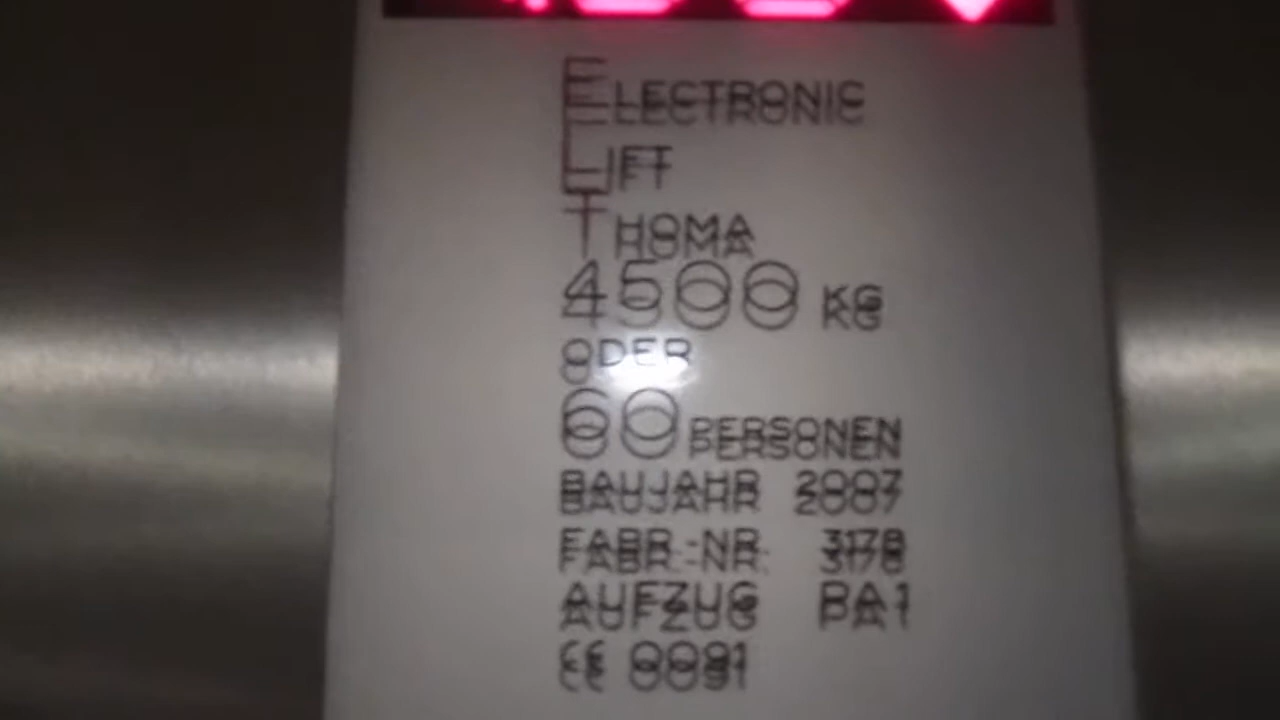 ELECTRONIC
LIFT
THOMA
4500 KG
ODER
60 PERSONEN
BAUJAHR 2007
FABR.-NR. 3178
AUFZUG PA1
CE 0091